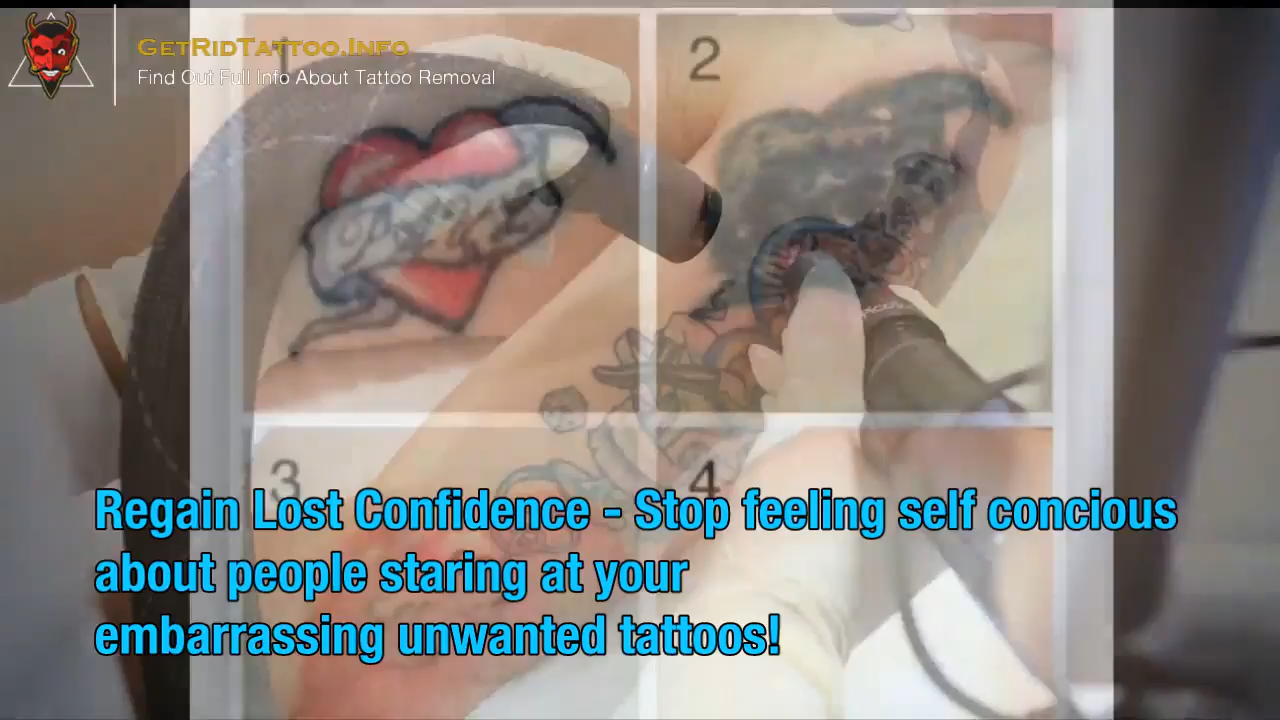 GetRidTattoo.Info
Find Out Full Info About Tattoo Removal
1
2
3
4
Regain Lost Confidence - Stop feeling self concious
about people staring at your
embarrassing unwanted tattoos!